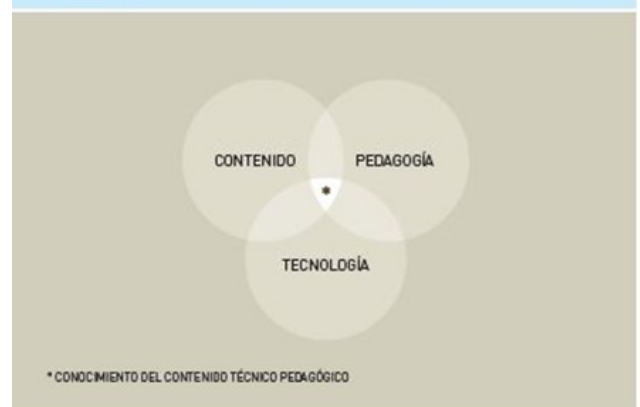 CONTENIDO
PEDAGOGÍA
*
TECNOLOGÍA
* CONOCIMIENTO DEL CONTENIDO TÉCNICO PEDAGÓGICO